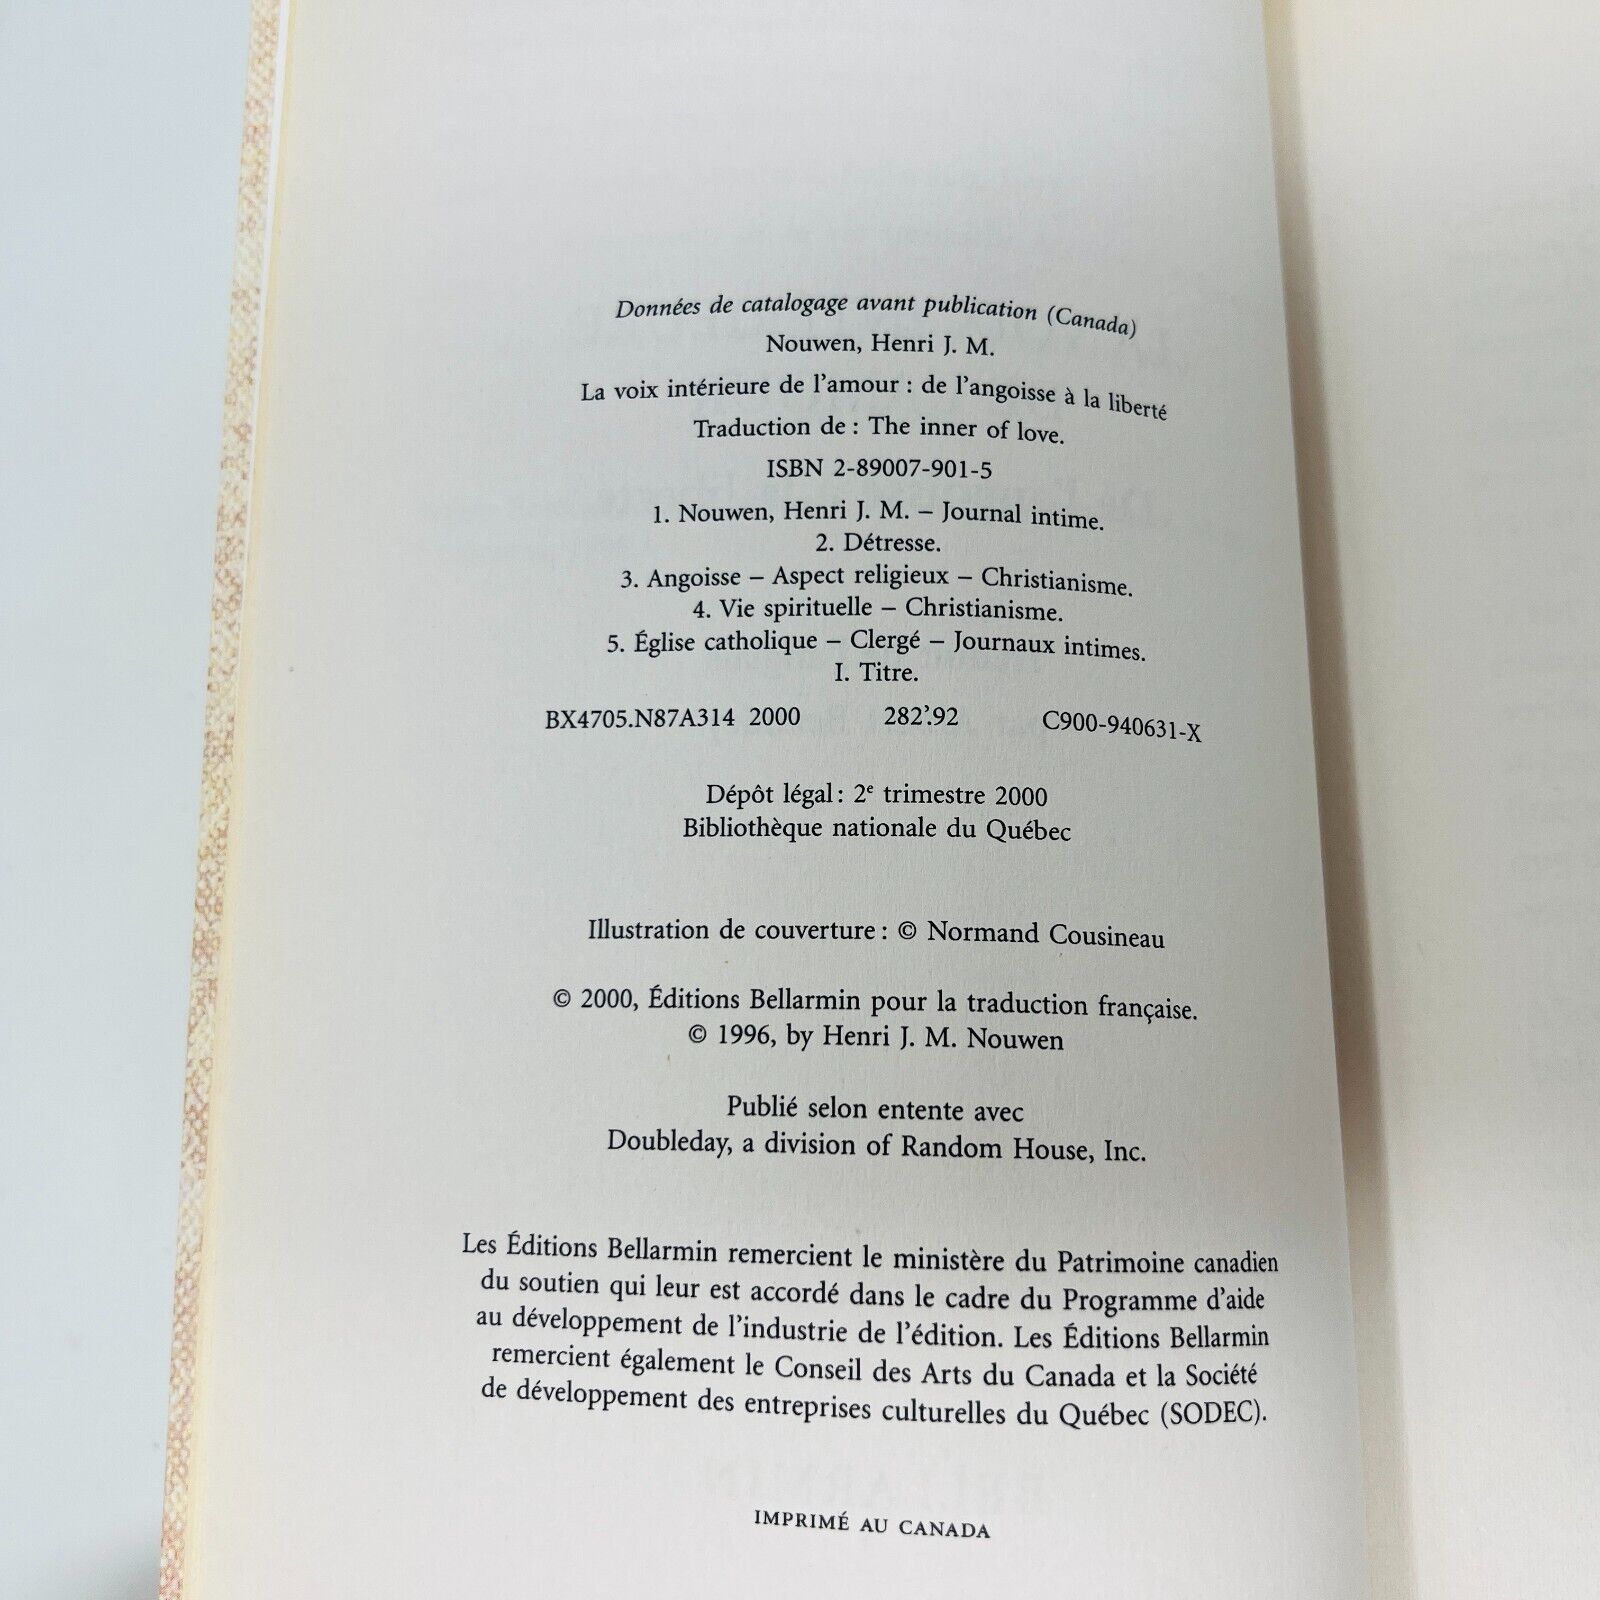 Données de catalogage avant publication (Canada)
Nouwen, Henri J. M.
La voix intérieure de l'amour : de l'angoisse à la liberté
Traduction de : The inner of love.
ISBN 2-89007-901-5
1. Nouwen, Henri J. M. – Journal intime.
2. Détresse.
3. Angoisse – Aspect religieux – Christianisme.
4. Vie spirituelle – Christianisme.
5. Église catholique – Clergé – Journaux intimes.
I. Titre.
BX4705.N87A314 2000 282'.92 C900-940631-X
Dépôt légal : 2e trimestre 2000
Bibliothèque nationale du Québec
Illustration de couverture : © Normand Cousineau
© 2000, Éditions Bellarmin pour la traduction française.
© 1996, by Henri J. M. Nouwen
Publié selon entente avec
Doubleday, a division of Random House, Inc.
Les Éditions Bellarmin remercient le ministère du Patrimoine canadien
du soutien qui leur est accordé dans le cadre du Programme d'aide
au développement de l'industrie de l'édition. Les Éditions Bellarmin
remercient également le Conseil des Arts du Canada et la Société
de développement des entreprises culturelles du Québec (SODEC).
IMPRIMÉ AU CANADA